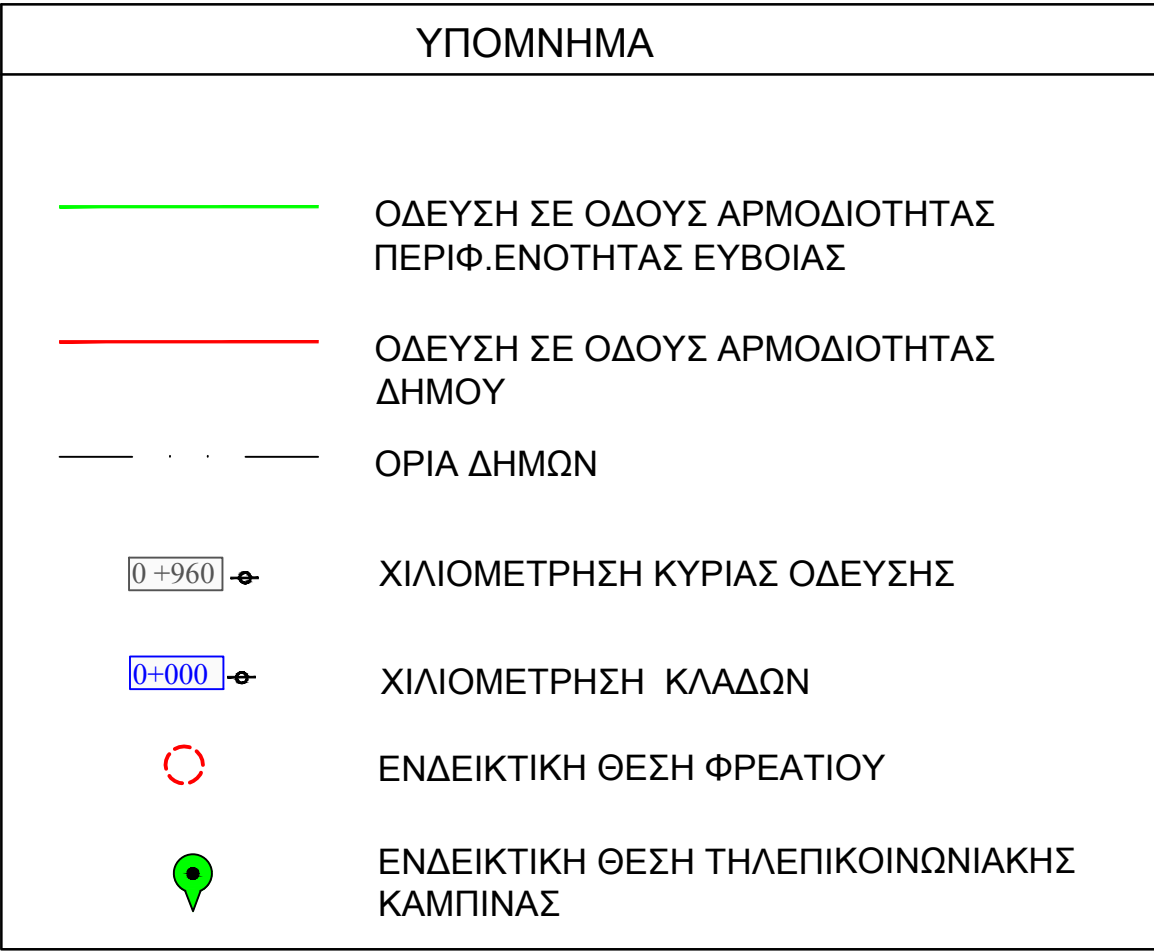 ΥΠΟΜΝΗΜΑ
ΟΔΕΥΣΗ ΣΕ ΟΔΟΥΣ ΑΡΜΟΔΙΟΤΗΤΑΣ
ΠΕΡΙΦ.ΕΝΟΤΗΤΑΣ ΕΥΒΟΙΑΣ
ΟΔΕΥΣΗ ΣΕ ΟΔΟΥΣ ΑΡΜΟΔΙΟΤΗΤΑΣ
ΔΗΜΟΥ
ΟΡΙΑ ΔΗΜΩΝ
0 +960 ΧΙΛΙΟΜΕΤΡΗΣΗ ΚΥΡΙΑΣ ΟΔΕΥΣΗΣ
0+000 ΧΙΛΙΟΜΕΤΡΗΣΗ ΚΛΑΔΩΝ
ΕΝΔΕΙΚΤΙΚΗ ΘΕΣΗ ΦΡΕΑΤΙΟΥ
ΕΝΔΕΙΚΤΙΚΗ ΘΕΣΗ ΤΗΛΕΠΙΚΟΙΝΩΝΙΑΚΗΣ
ΚΑΜΠΙΝΑΣ